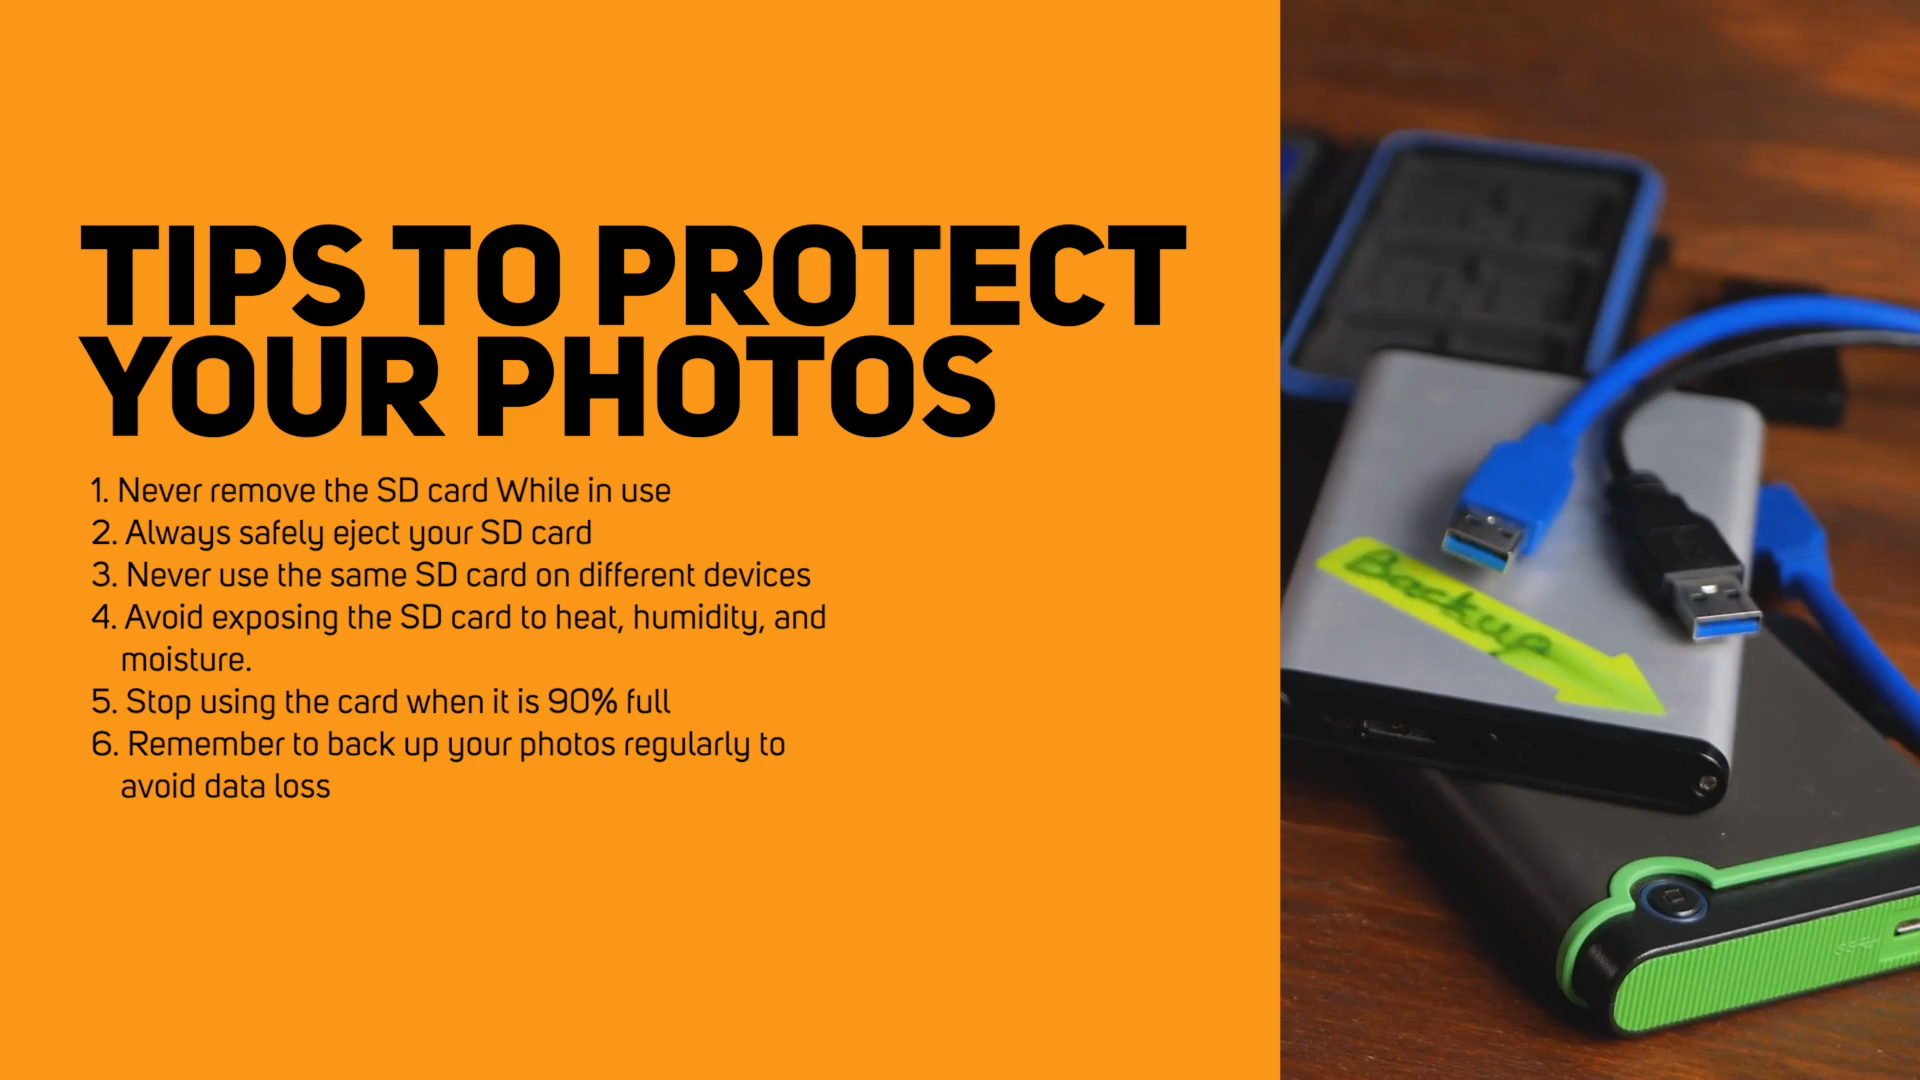 TIPS TO PROTECT
YOUR PHOTOS
1. Never remove the SD card While in use
2. Always safely eject your SD card
3. Never use the same SD card on different devices
4. Avoid exposing the SD card to heat, humidity, and
moisture.
5. Stop using the card when it is 90% full
6. Remember to back up your photos regularly to
avoid data loss
Backup